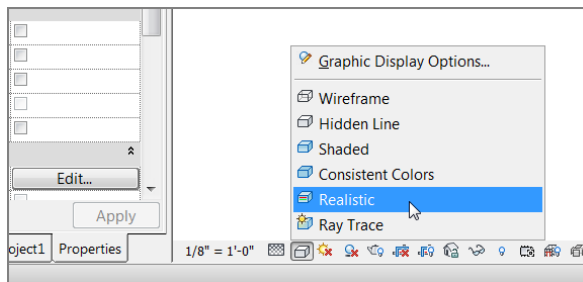 Graphic Display Options...
Wireframe
Hidden Line
Shaded
Consistent Colors
Realistic
Ray Trace
Edit...
Apply
oject1 Properties
1/8" = 1'-0"